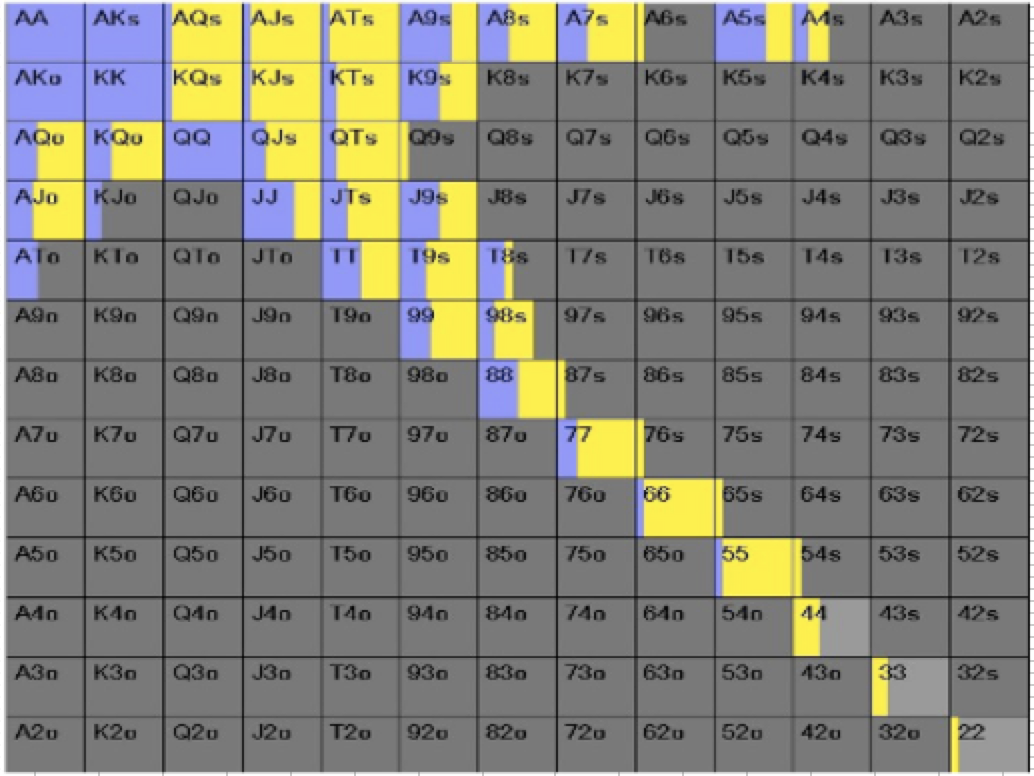 AA AKs AQs AJs ATs A9s A8s A7s A6s A5s A4s A3s A2s
AKo KK KQs KJs KTs K9s K8s K7s K6s K5s K4s K3s K2s
AQo KQo QQ QJs QTs Q9s Q8s Q7s Q6s Q5s Q4s Q3s Q2s
AJo KJo QJo JJ JTs J9s J8s J7s J6s J5s J4s J3s J2s
ATo KTo QTo JTo TT T9s T8s T7s T6s T5s T4s T3s T2s
A9o K9o Q9o J9o T9o 99 98s 97s 96s 95s 94s 93s 92s
A8o K8o Q8o J8o T8o 98o 88 87s 86s 85s 84s 83s 82s
A7o K7o Q7o J7o T7o 97o 87o 77 76s 75s 74s 73s 72s
A6o K6o Q6o J6o T6o 96o 86o 76o 66 65s 64s 63s 62s
A5o K5o Q5o J5o T5o 95o 85o 75o 65o 55 54s 53s 52s
A4o K4o Q4o J4o T4o 94o 84o 74o 64o 54o 44 43s 42s
A3o K3o Q3o J3o T3o 93o 83o 73o 63o 53o 43o 33 32s
A2o K2o Q2o J2o T2o 92o 82o 72o 62o 52o 42o 32o 22